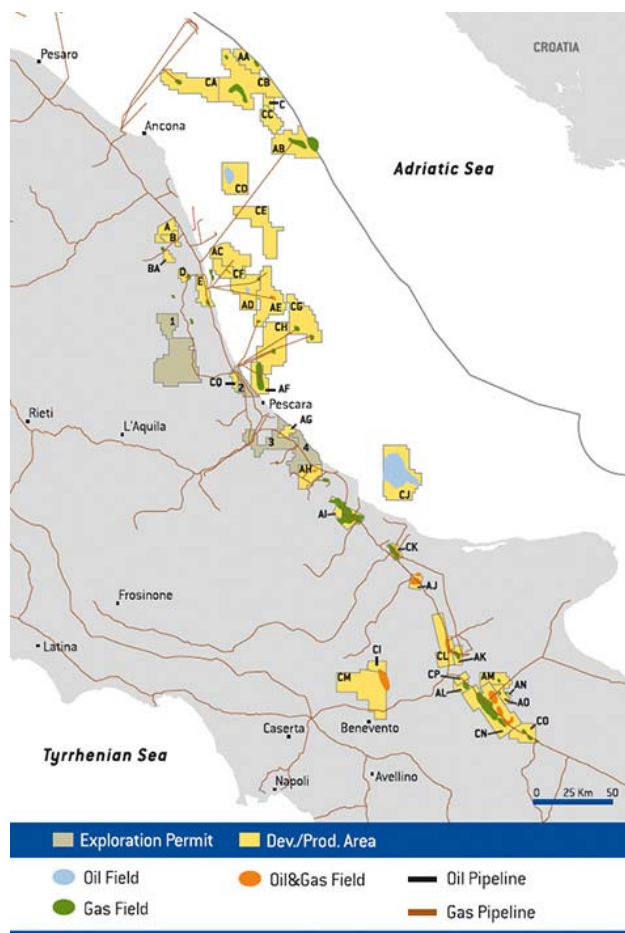 Pesaro
CROATIA
AA
CA
CB
C
CC
Ancona
AB
Adriatic Sea
CD
CE
A
B
AC
BA
CF
D
E
AD
AE
CG
1
CH
CQ
2
AF
Pescara
Rieti
L'Aquila
AG
3
4
AH
CJ
AI
CK
AJ
Frosinone
Latina
CI
CL
AK
CM
CP
AM
AN
AL
AO
CO
Caserta
Benevento
CN
Tyrrhenian Sea
Napoli
Avellino
0 25 Km 50
Exploration Permit Dev./Prod. Area
Oil Field Oil&Gas Field Oil Pipeline
Gas Field Gas Pipeline